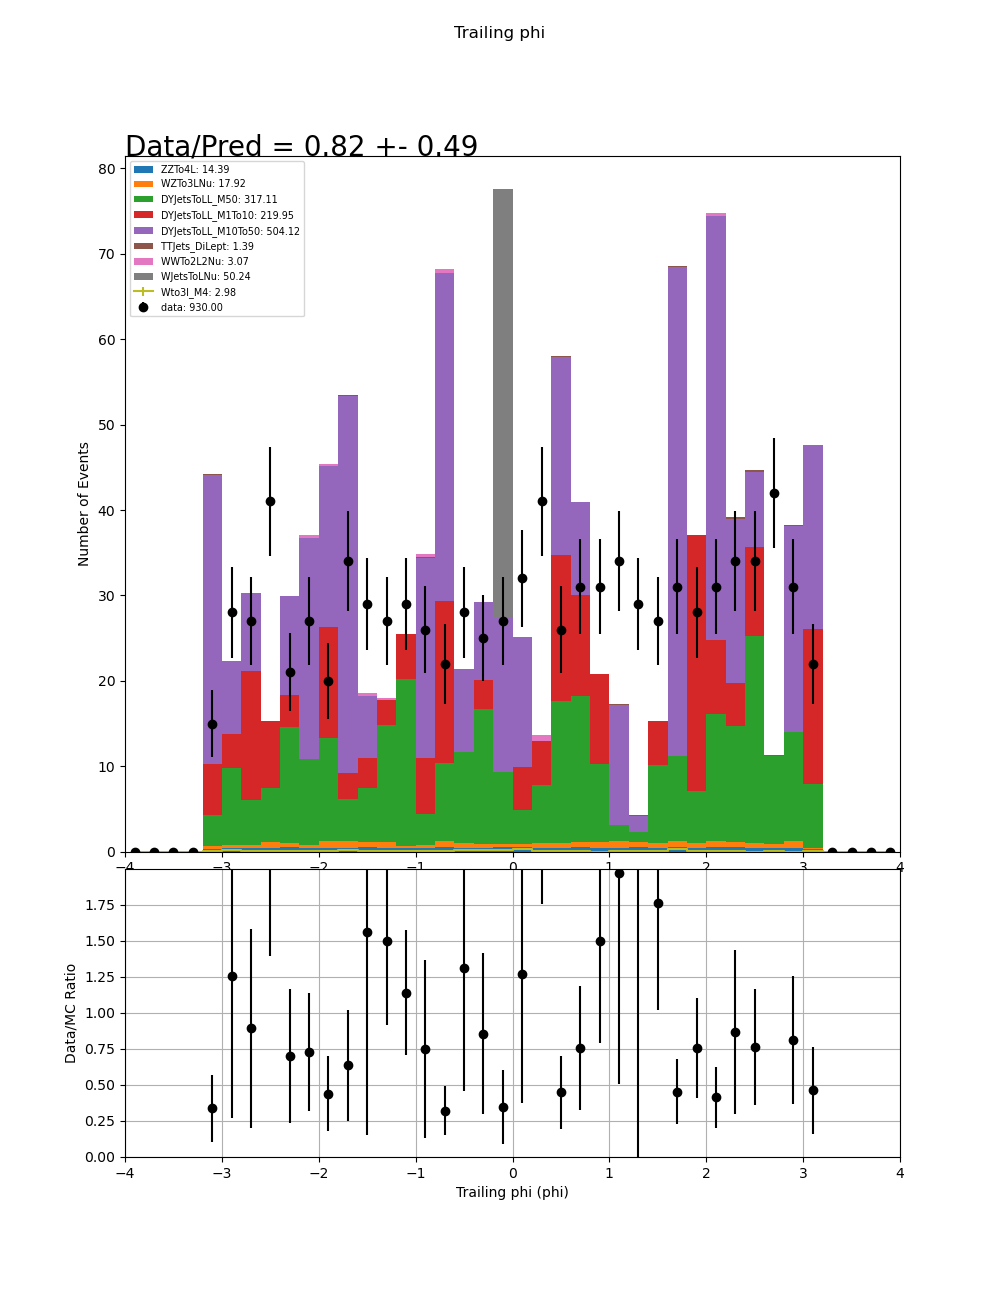 Trailing phi
Data/Pred = 0.82 +- 0.49
ZZTo4L: 14.39
WZTo3LNu: 17.92
DYJetsToLL_M50: 317.11
DYJetsToLL_M1To10: 219.95
DYJetsToLL_M10To50: 504.12
TTJets_DiLept: 1.39
WWTo2L2Nu: 3.07
WJetsToLNu: 50.24
Wto3l_M4: 2.98
data: 930.00
80
70
60
50
40
30
20
10
0
Number of Events
−4 −3 −2 −1 0 1 2 3 4
1.75
1.50
1.25
1.00
0.75
0.50
0.25
0.00
Data/MC Ratio
−4 −3 −2 −1 0 1 2 3 4
Trailing phi (phi)